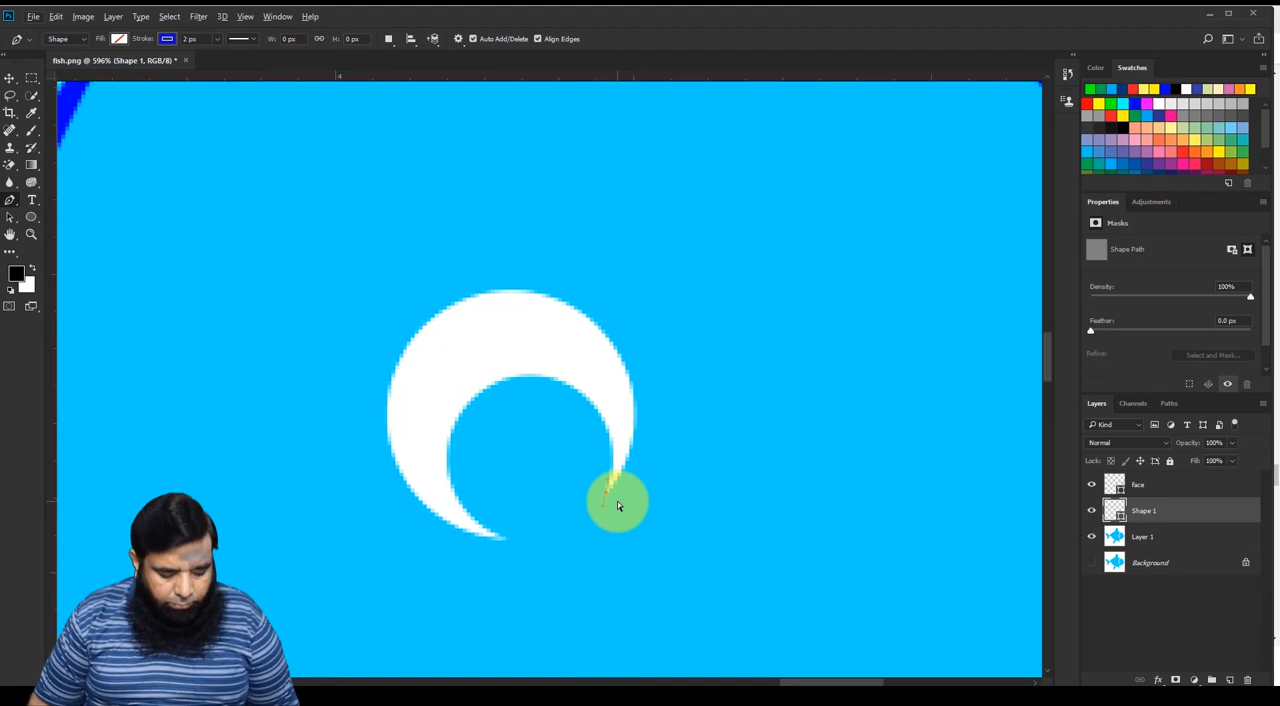 Ps File Edit Image Layer Type Select Filter 3D View Window Help
Shape Fill: Stroke: 2 px W: 0 px H: 0 px Auto Add/Delete Align Edges
fish.png @ 596% (Shape 1, RGB/8) *
4
Color Swatches
Properties Adjustments
Masks
Shape Path
Density: 100%
Feather: 0.0 px
Refine: Select and Mask...
Layers Channels Paths
Kind
Normal Opacity: 100%
Lock: Fill: 100%
face
Shape 1
Layer 1
Background
fx